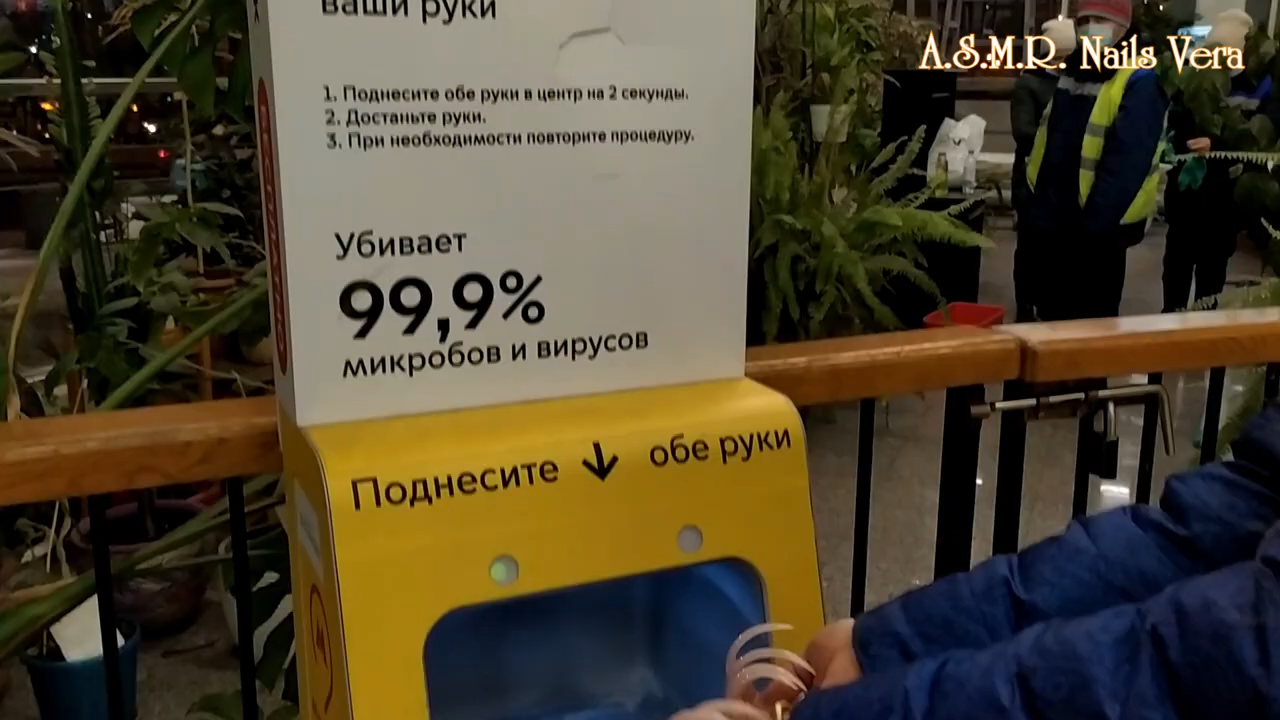 A.S.M.R. Nails Vera
ваши руки
1. Поднесите обе руки в центр на 2 секунды.
2. Достаньте руки.
3. При необходимости повторите процедуру.
Убивает
99,9%
микробов и вирусов
Поднесите ↓ обе руки